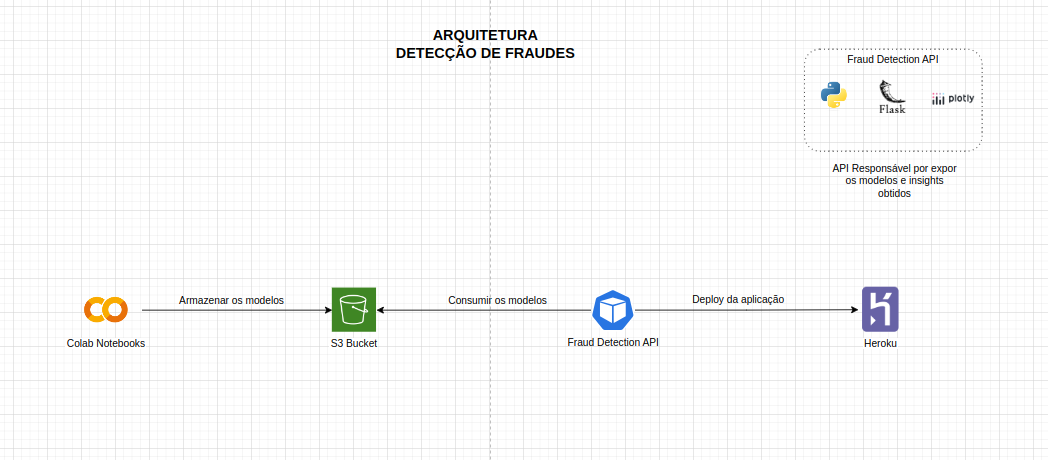 ARQUITETURA
DETECÇÃO DE FRAUDES
Fraud Detection API
Flask
plotly
API Responsável por expor
os modelos e insights
obtidos
Armazenar os modelos
Consumir os modelos
Deploy da aplicação
Colab Notebooks
S3 Bucket
Fraud Detection API
Heroku